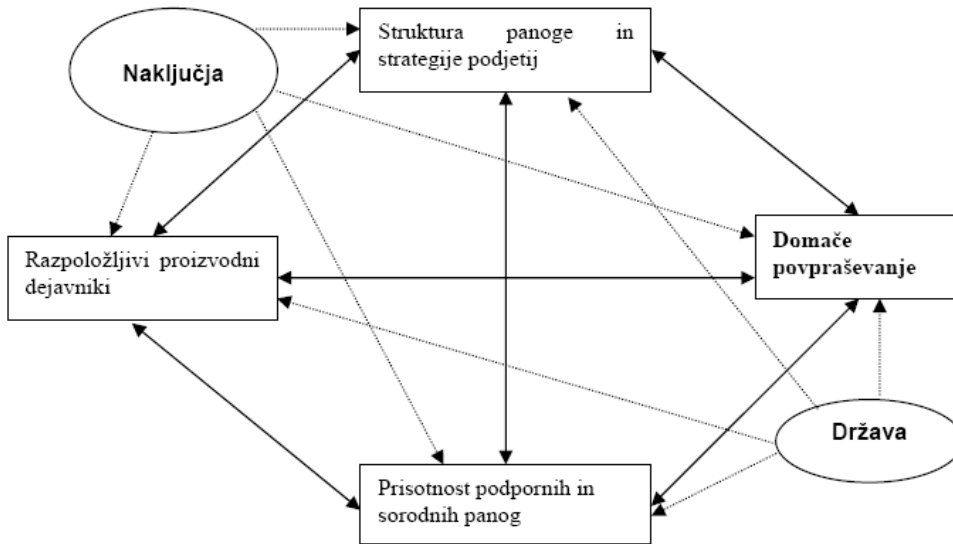 Struktura panoge in
strategije podjetij
Naključja
Razpoložljivi proizvodni
dejavniki
Domače
povpraševanje
Država
Prisotnost podpornih in
sorodnih panog